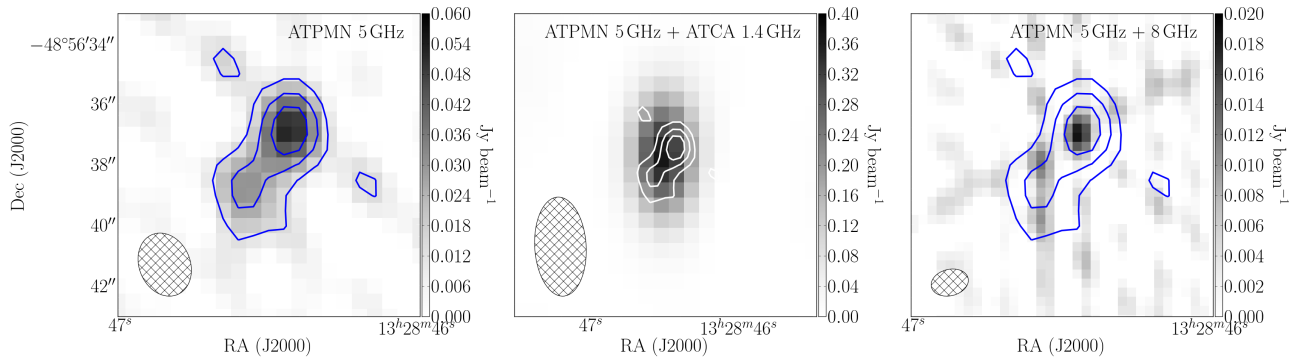 ATPMN 5 GHz
−48°56′34″
36″
38″
40″
42″
Dec (J2000)
47ˢ
13ʰ28ᵐ46ˢ
RA (J2000)
0.060
0.054
0.048
0.042
0.036
0.030
0.024
0.018
0.012
0.006
0.00
Jy beam⁻¹
ATPMN 5 GHz + ATCA 1.4 GHz
47ˢ
13ʰ28ᵐ46ˢ
RA (J2000)
0.40
0.36
0.32
0.28
0.24
0.20
0.16
0.12
0.08
0.04
0.00
Jy beam⁻¹
ATPMN 5 GHz + 8 GHz
47ˢ
13ʰ28ᵐ46ˢ
RA (J2000)
0.020
0.018
0.016
0.014
0.012
0.010
0.008
0.006
0.004
0.002
0.00
Jy beam⁻¹